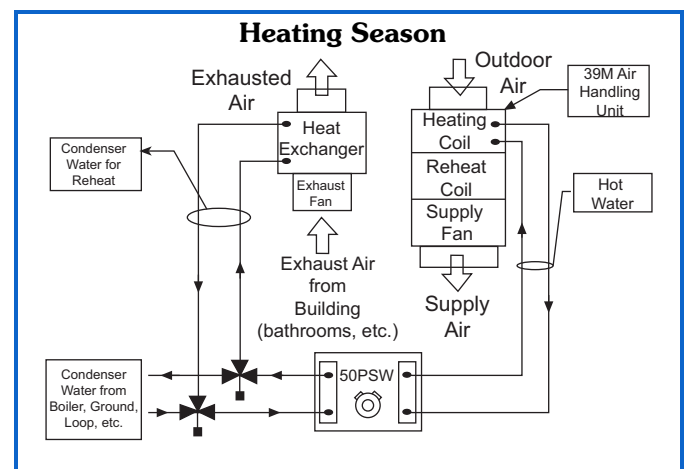 Heating Season
Exhausted
Air
Outdoor
Air
39M Air
Handling
Unit
Heat
Exchanger
Heating
Coil
Condenser
Water for
Reheat
Exhaust
Fan
Reheat
Coil
Hot
Water
Supply
Fan
Exhaust Air
from
Building
(bathrooms, etc.)
Supply
Air
Condenser
Water from
Boiler, Ground,
Loop, etc.
50PSW